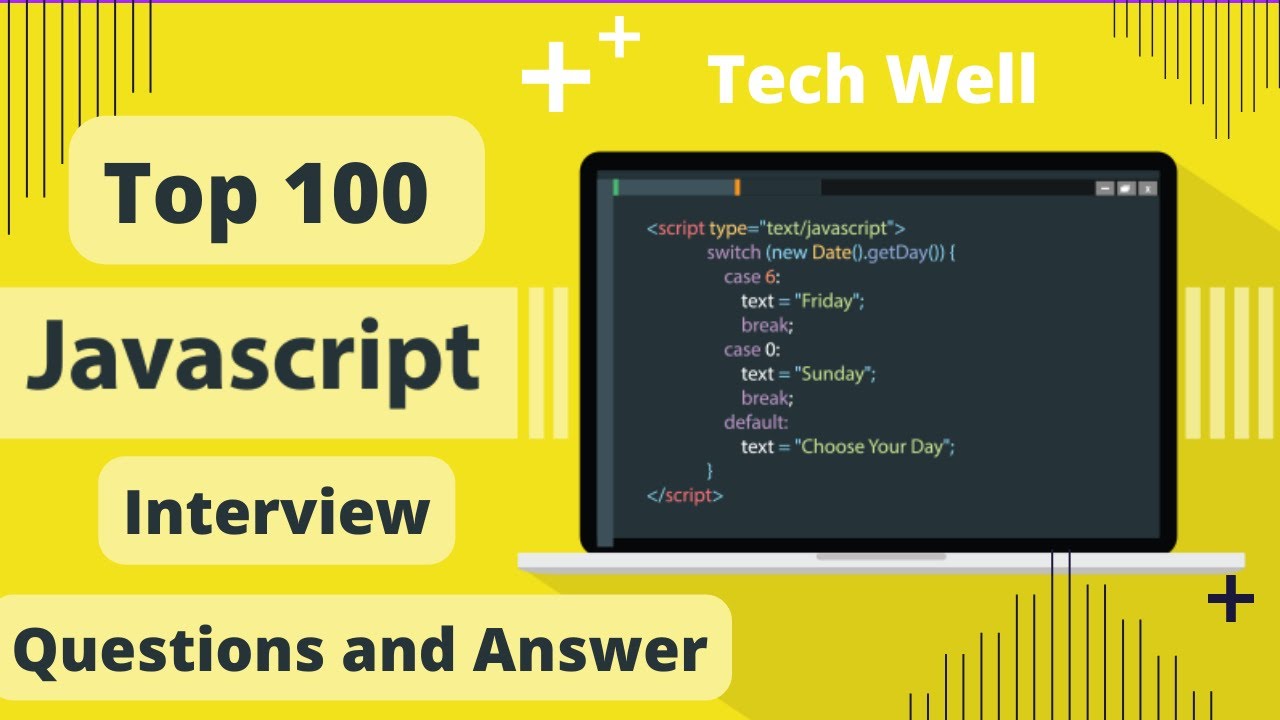 Tech Well
Top 100
Javascript
Interview
Questions and Answer
<script type="text/javascript">
switch (new Date().getDay()) {
case 6:
text = "Friday";
break;
case 0:
text = "Sunday";
break;
default:
text = "Choose Your Day";
}
</script>